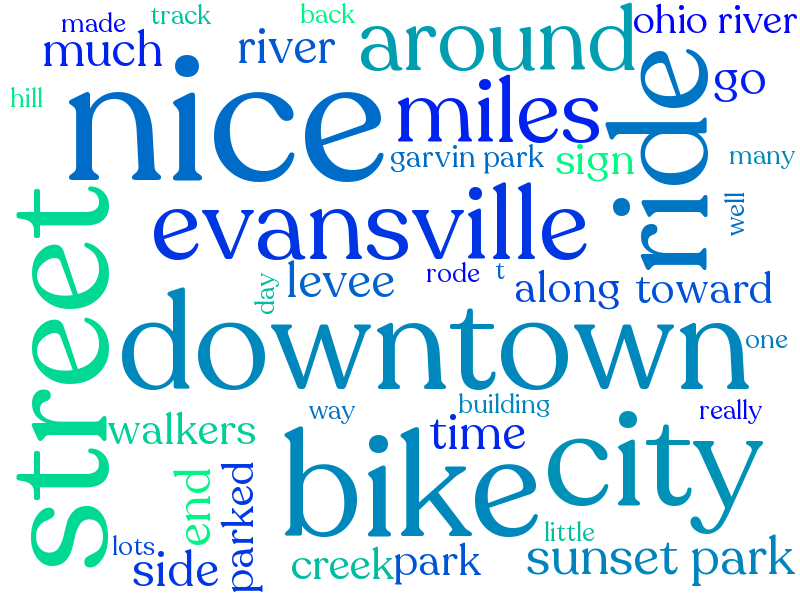 made
track
back
ohio river
much
river
around
go
hill
nice
miles
ride
garvin park
sign
many
street
evansville
well
day
levee
rode
t
along
toward
downtown
one
way
building
really
walkers
time
bike
city
end
parked
lots
little
side
creek
park
sunset park